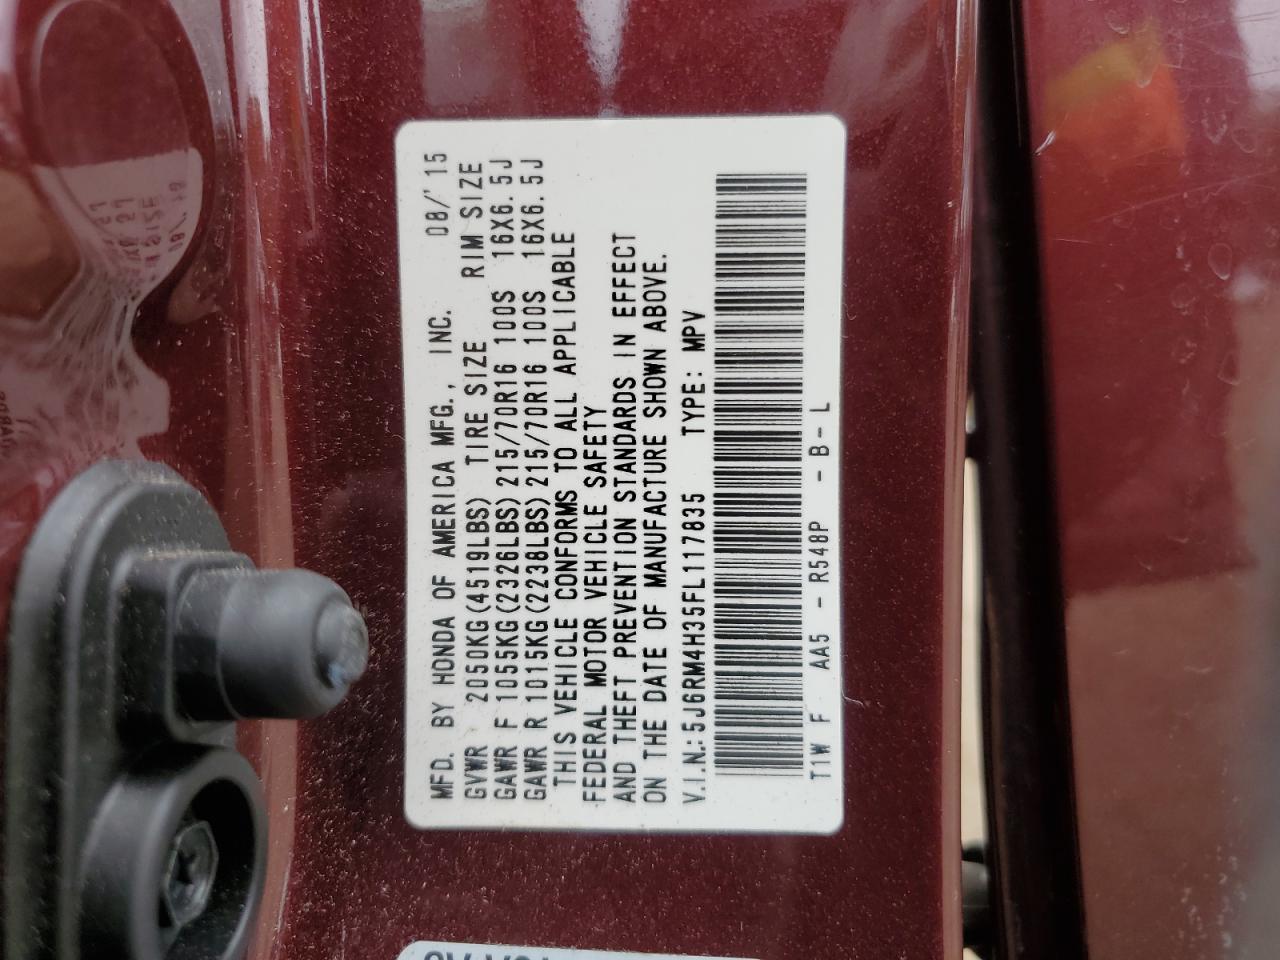 MFD. BY HONDA OF AMERICA MFG., INC. 08/'15
GVWR 2050KG(4519LBS) TIRE SIZE RIM SIZE
GAWR F 1055KG(2326LBS) 215/70R16 100S 16X6.5J
GAWR R 1015KG(2238LBS) 215/70R16 100S 16X6.5J
THIS VEHICLE CONFORMS TO ALL APPLICABLE
FEDERAL MOTOR VEHICLE SAFETY
AND THEFT PREVENTION STANDARDS IN EFFECT
ON THE DATE OF MANUFACTURE SHOWN ABOVE.
V.I.N.:5J6RM4H35FL117835 TYPE: MPV
T1W F AA5 - R548P - B - L